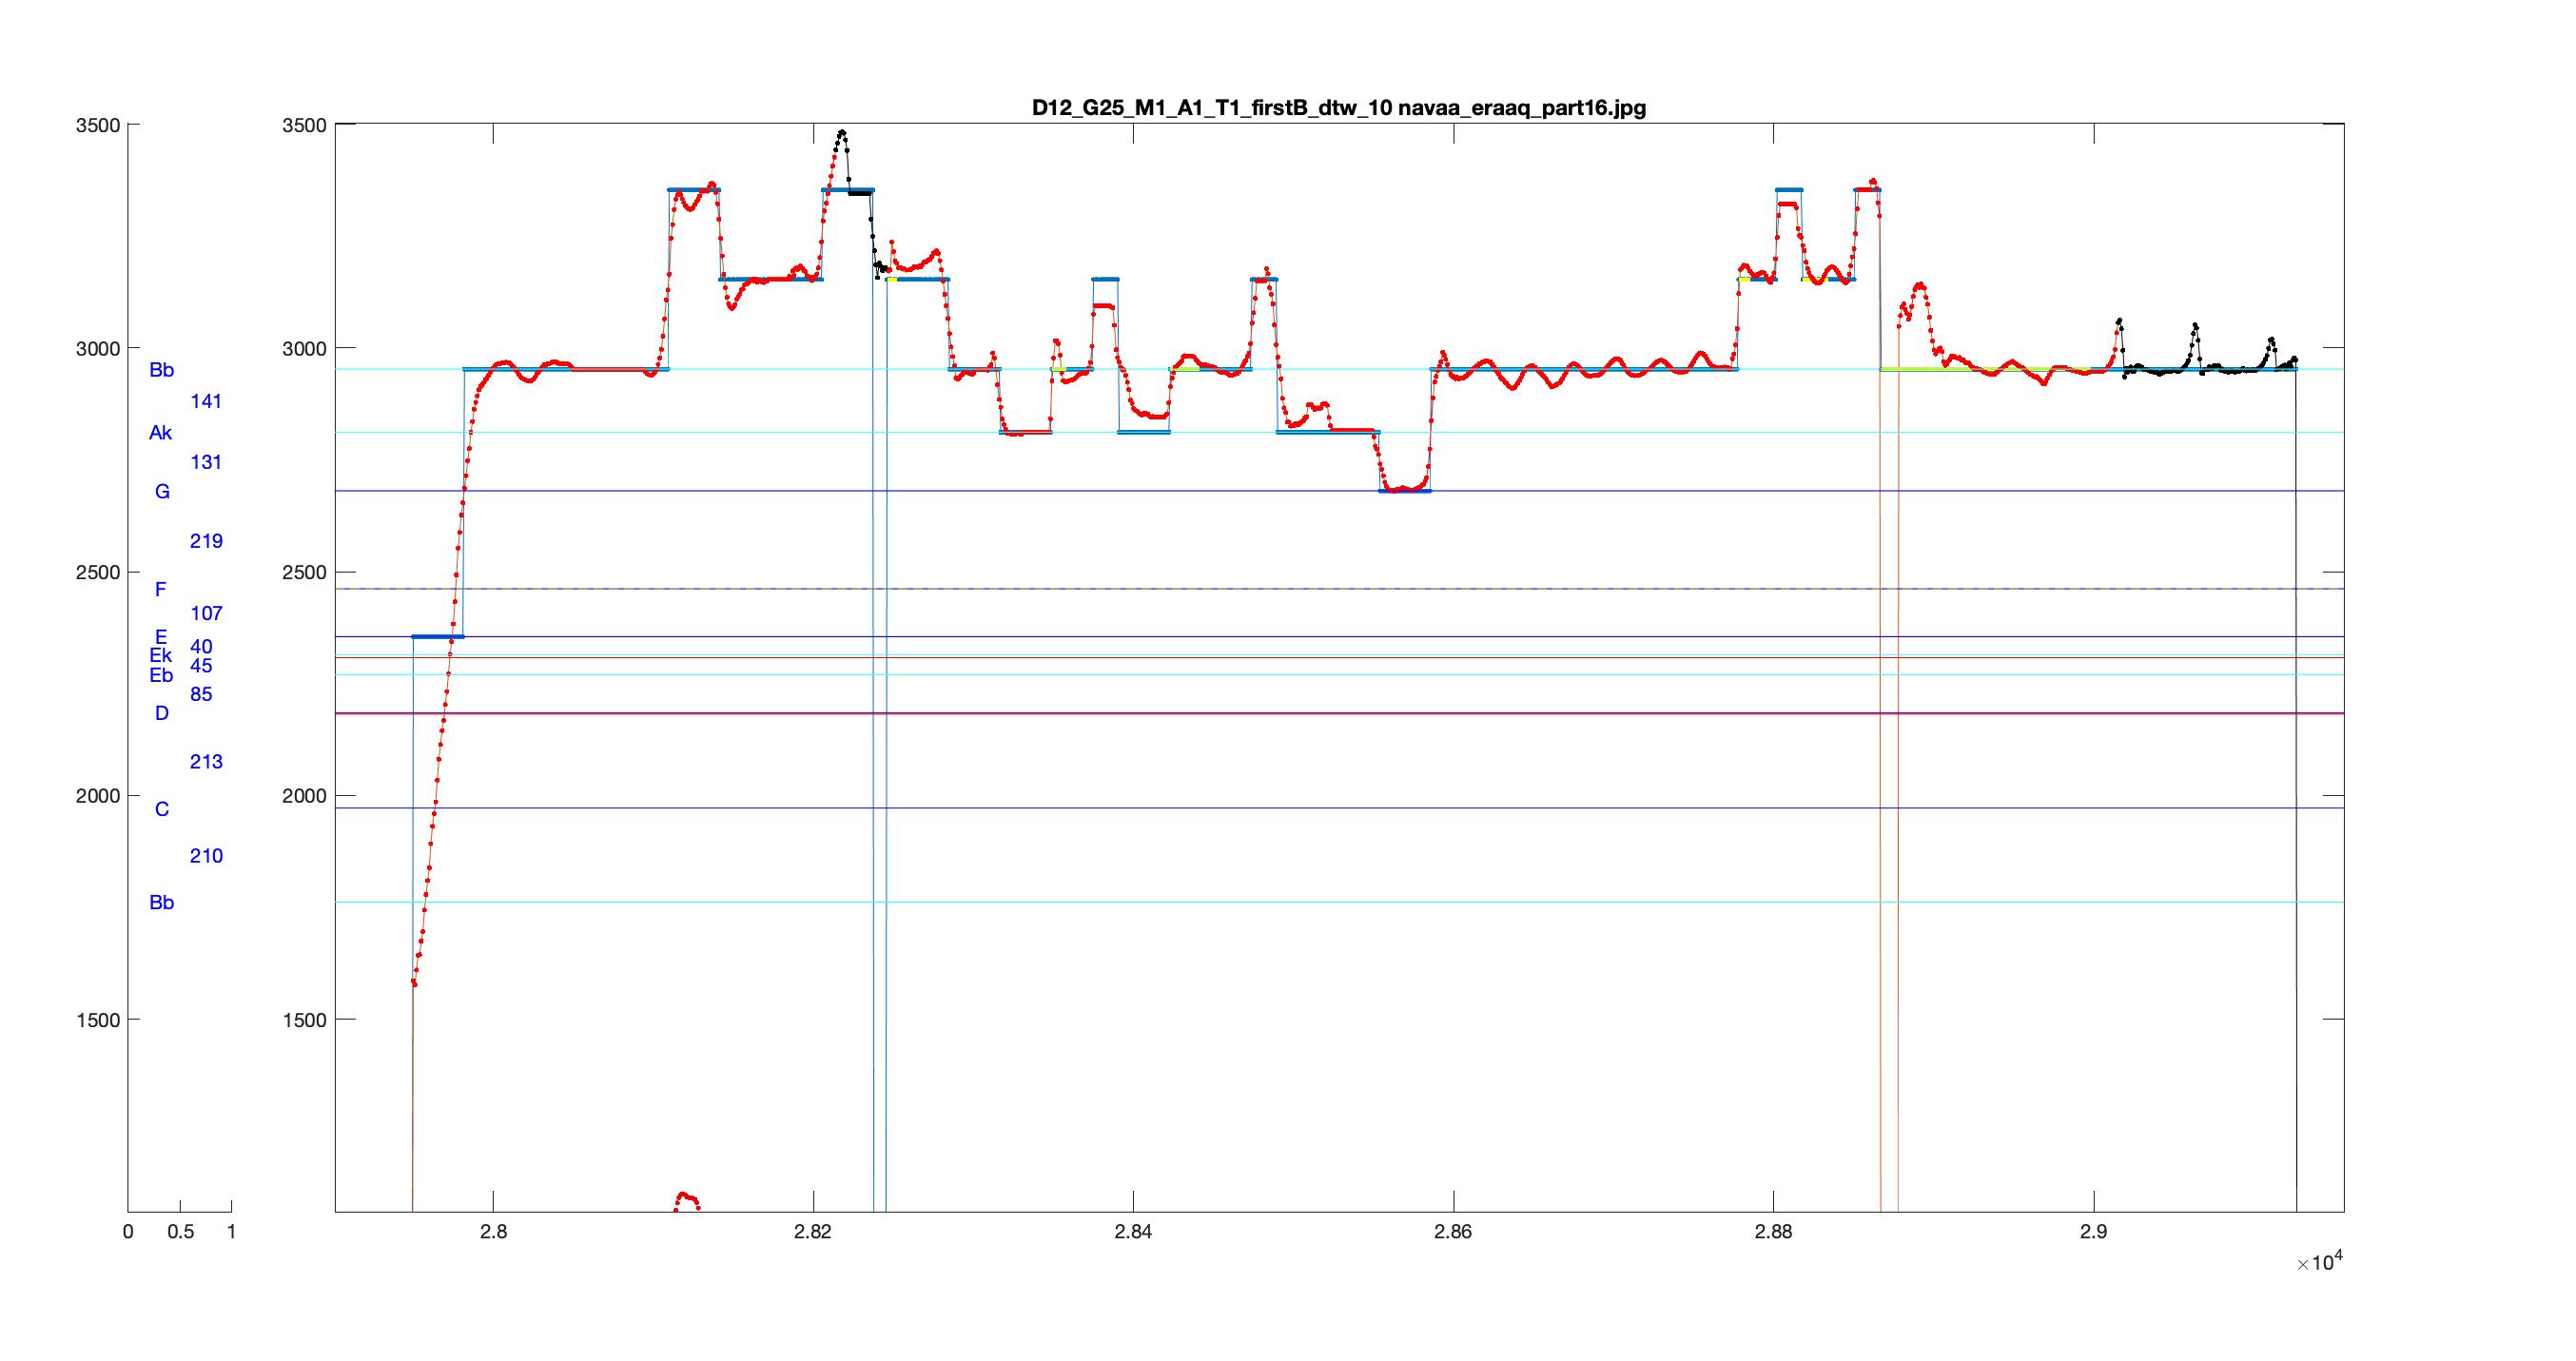 D12_G25_M1_A1_T1_firstB_dtw_10 navaa_eraaq_part16.jpg
3500
3000
2500
2000
1500
0 0.5 1
Bb
141
Ak
131
G
219
F
107
E
40
Ek
45
Eb
85
D
213
C
210
Bb
3500
3000
2500
2000
1500
2.8 2.82 2.84 2.86 2.88 2.9
×10^4